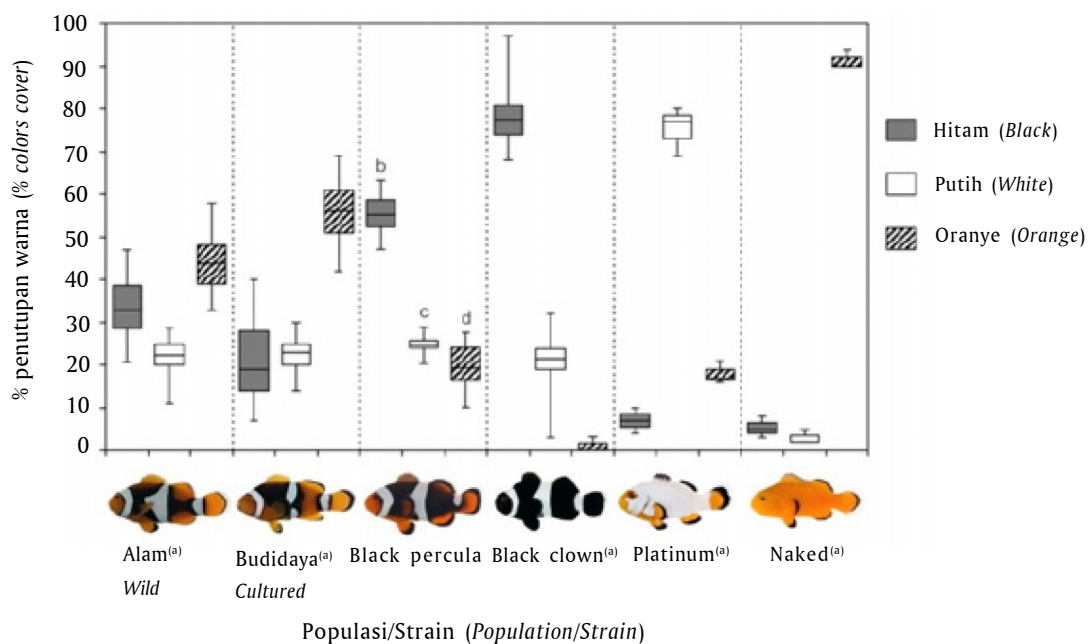 % penutupan warna (% colors cover)
100
90
80
70
60
50
40
30
20
10
0
b
c
d
Hitam (Black)
Putih (White)
Oranye (Orange)
Alam(a)
Wild
Budidaya(a)
Cultured
Black percula
Black clown(a)
Platinum(a)
Naked(a)
Populasi/Strain (Population/Strain)